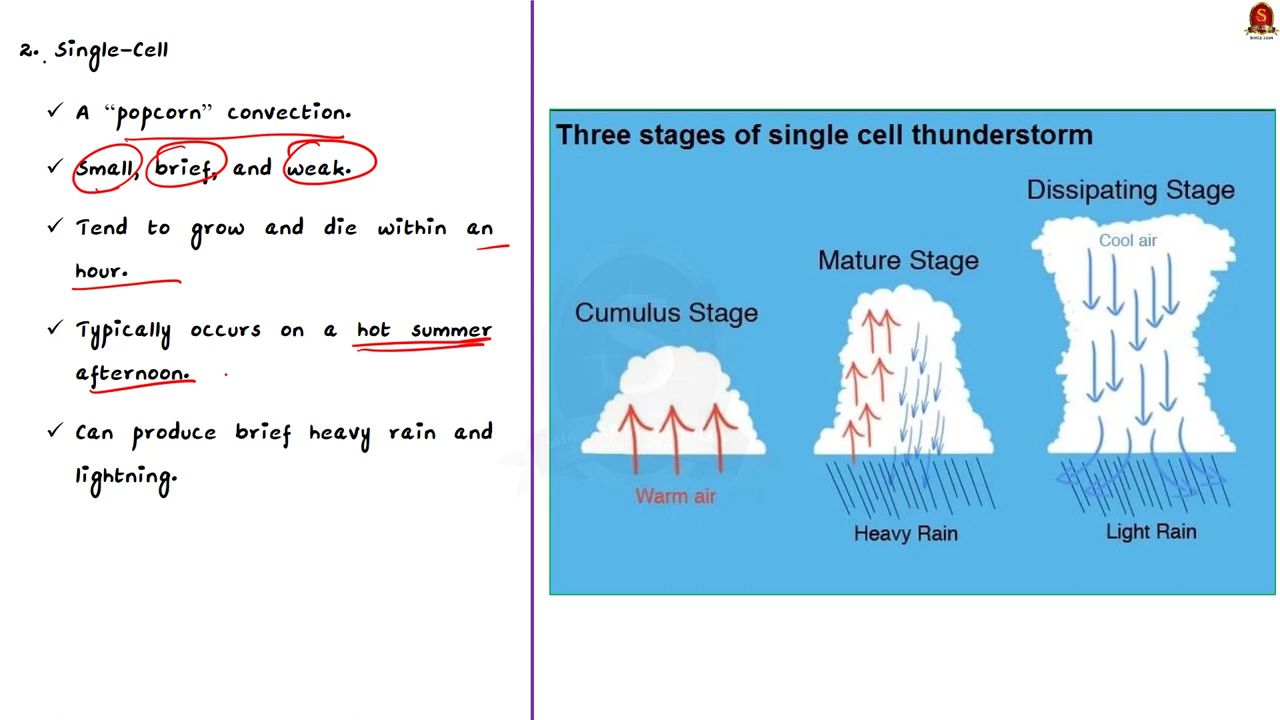 2. Single-Cell
✓ A “popcorn” convection.
✓ Small, brief, and weak.
✓ Tend to grow and die within an
hour.
✓ Typically occurs on a hot summer
afternoon.
✓ Can produce brief heavy rain and
lightning.
Three stages of single cell thunderstorm
Cumulus Stage
Warm air
Mature Stage
Heavy Rain
Dissipating Stage
Cool air
Light Rain
S